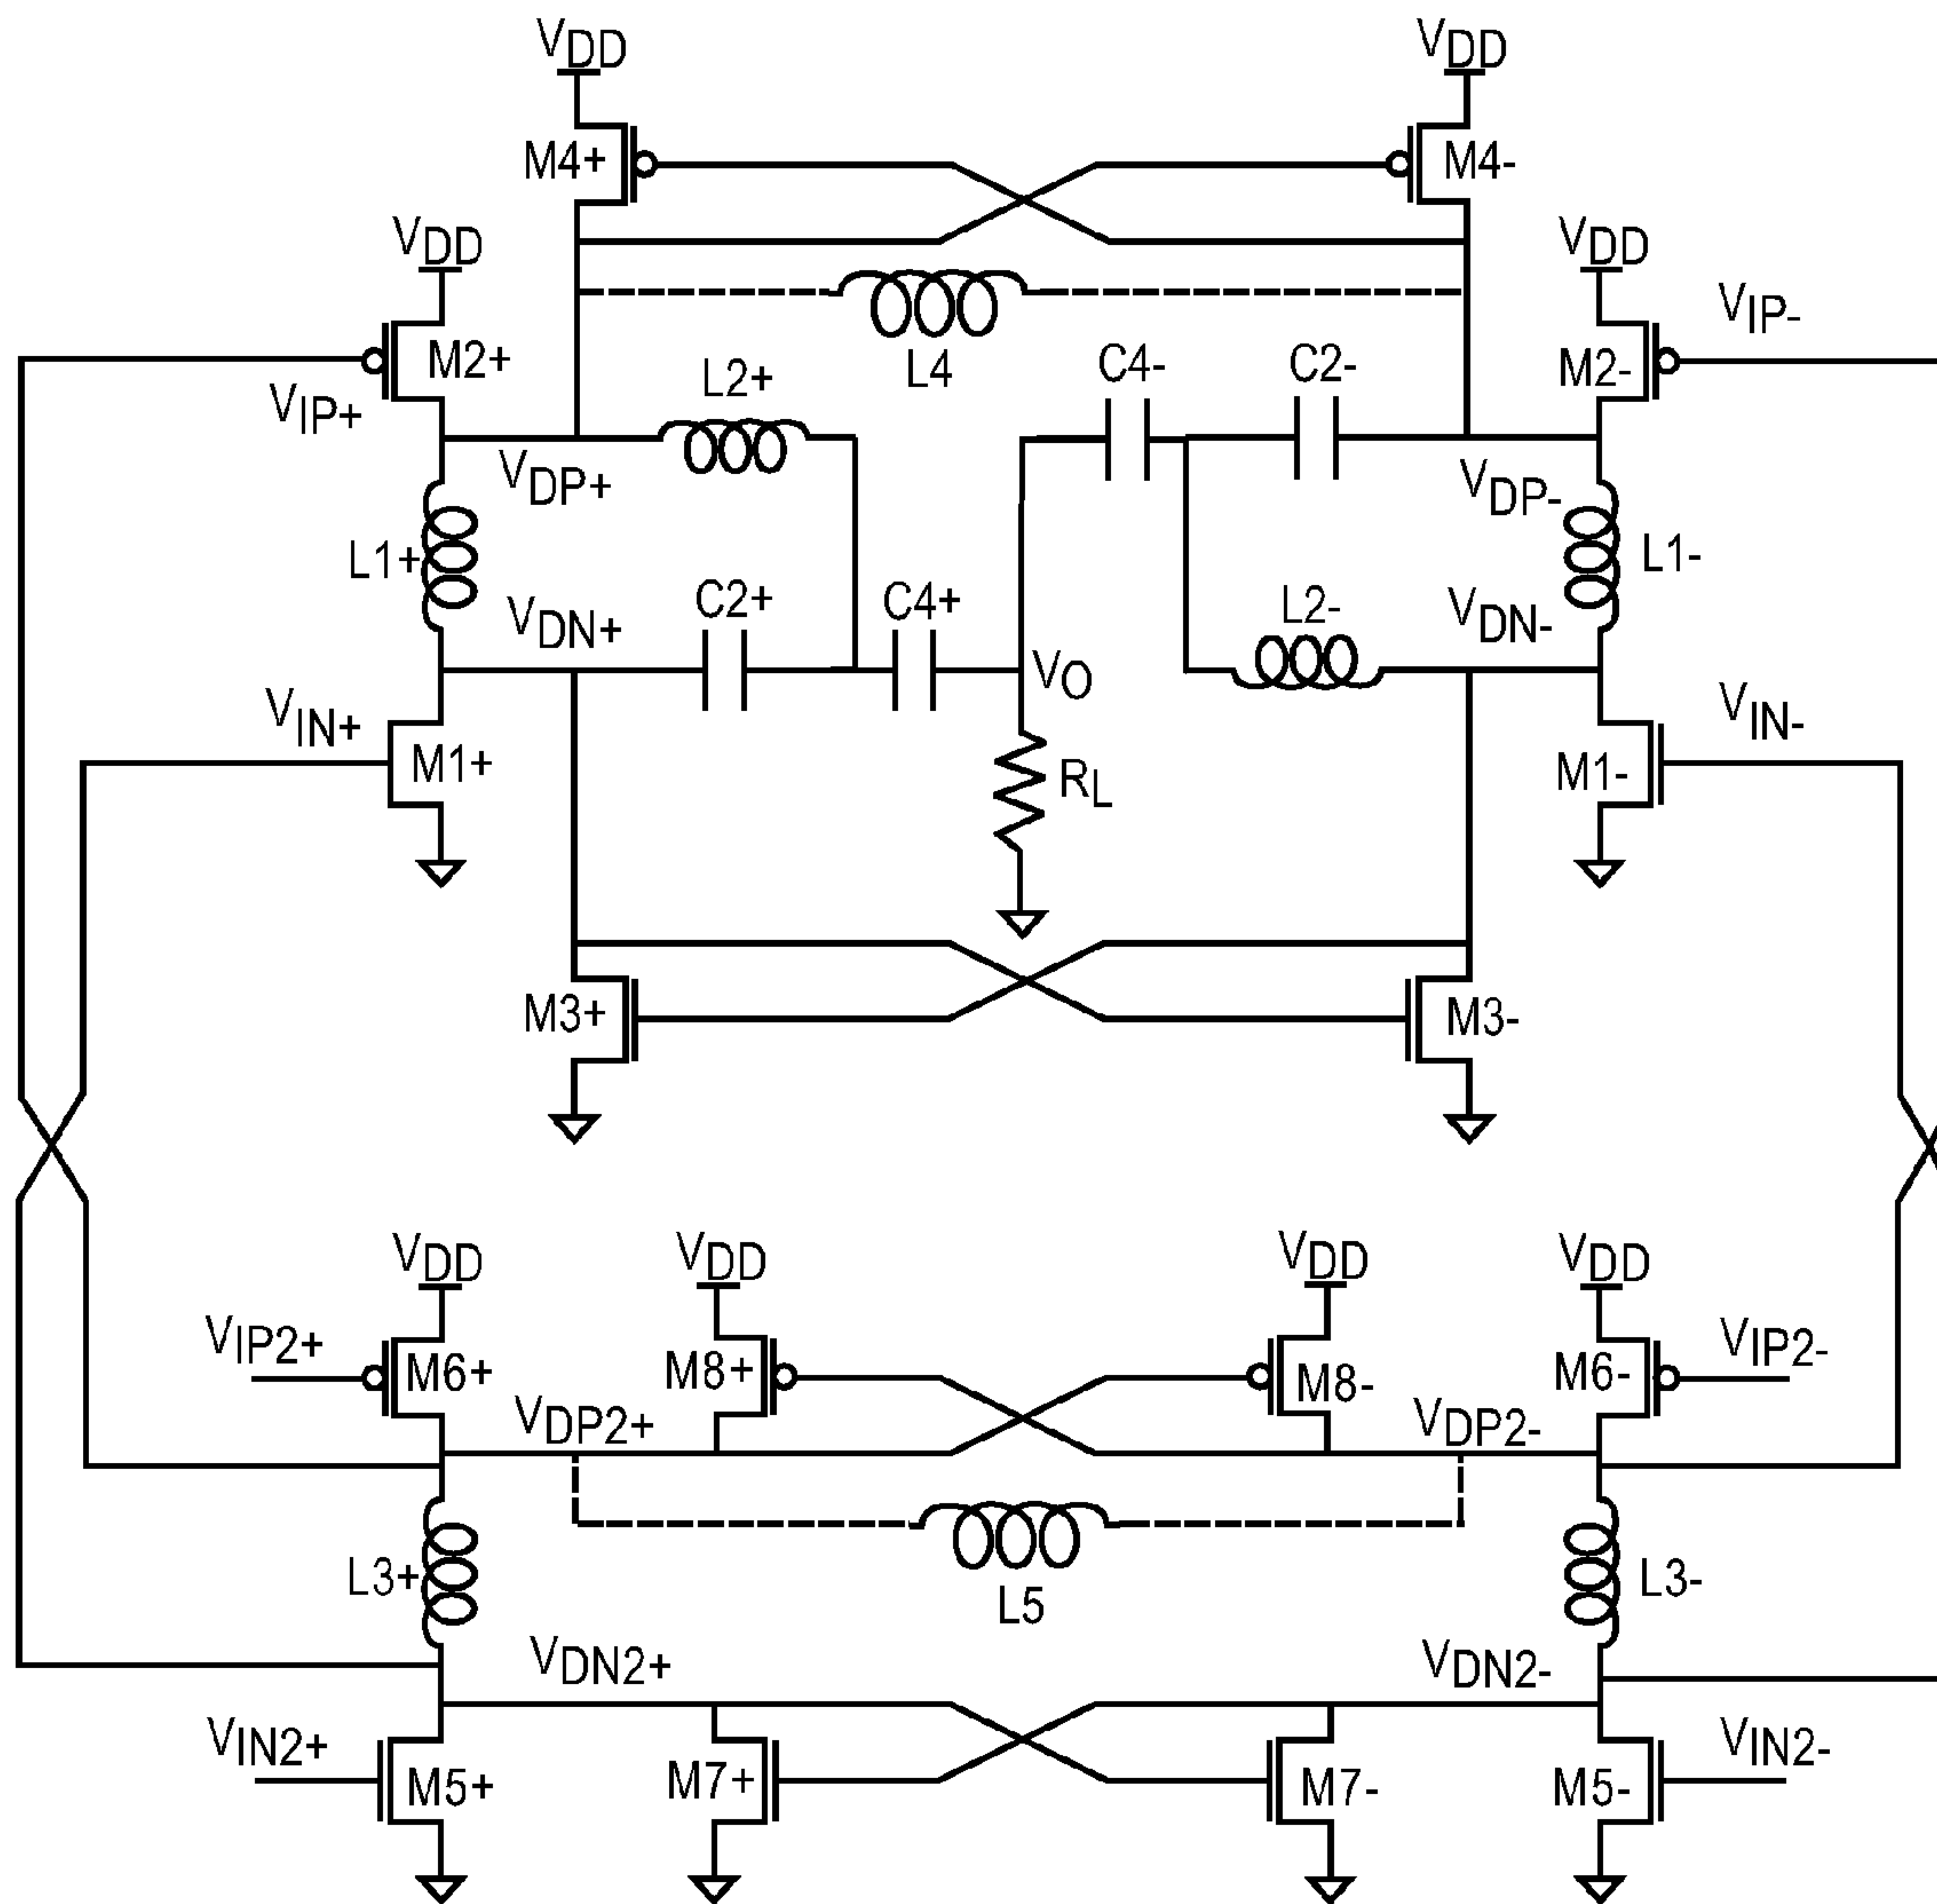 VDD VDD
M4+ M4-
VDD VDD
VIP-
M2+ L2+ L4 C4- C2- M2-
VIP+
VDP+ VDP-
L1+ L1-
VDN+ C2+ C4+ L2- VDN-
VIN+ VO VIN-
M1+ RL M1-
M3+ M3-
VDD VDD VDD VDD
VIP2+ M6+ M8+ M8- M6- VIP2-
VDP2+ VDP2-
L3+ L5 L3-
VDN2+ VDN2-
VIN2+ M5+ M7+ M7- M5- VIN2-